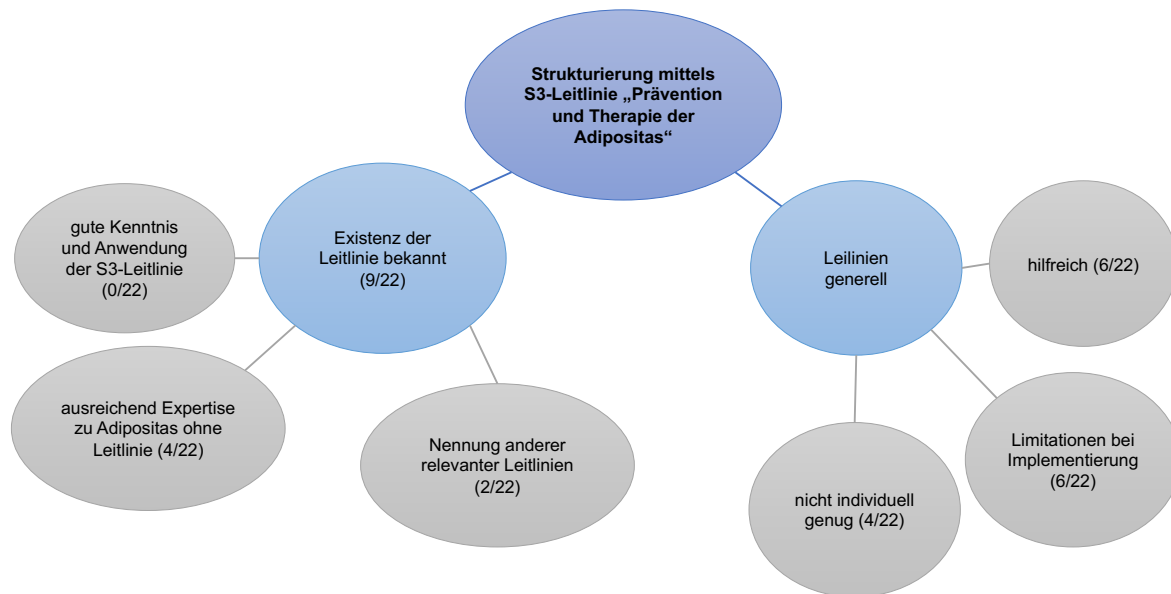 Strukturierung mittels
S3-Leitlinie „Prävention
und Therapie der
Adipositas“
gute Kenntnis
und Anwendung
der S3-Leitlinie
(0/22)
Existenz der
Leitlinie bekannt
(9/22)
Leilinien
generell
hilfreich (6/22)
ausreichend Expertise
zu Adipositas ohne
Leitlinie (4/22)
Nennung anderer
relevanter Leitlinien
(2/22)
nicht individuell
genug (4/22)
Limitationen bei
Implementierung
(6/22)